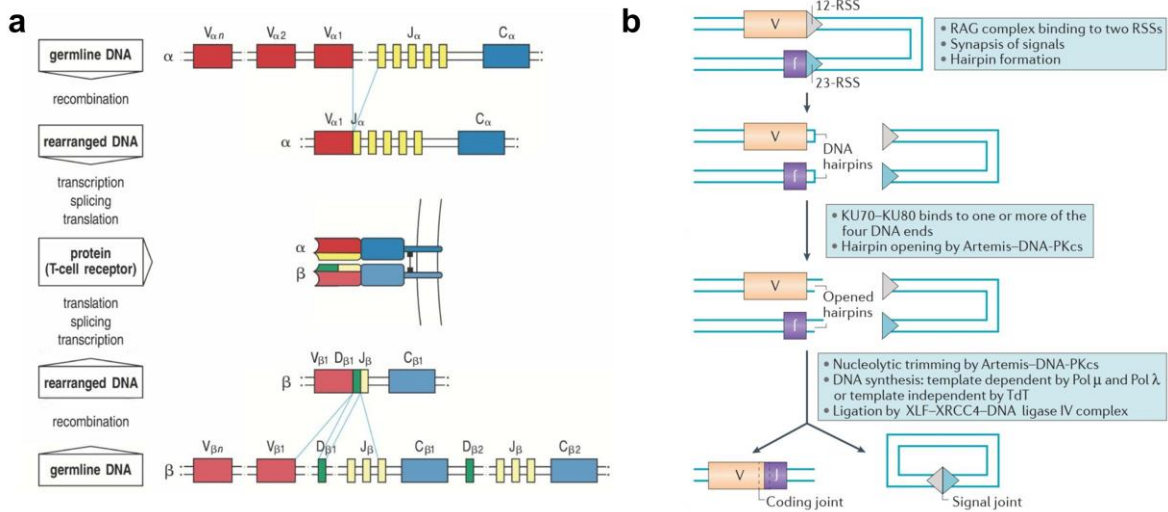 a
germline DNA
α
Vαn
Vα2
Vα1
Jα
Cα
recombination
rearranged DNA
α
Vα1
Jα
Cα
transcription
splicing
translation
protein
(T-cell receptor)
α
β
translation
splicing
transcription
rearranged DNA
β
Vβ1
Dβ1
Jβ
Cβ1
recombination
germline DNA
β
Vβn
Vβ1
Dβ1
Jβ
Cβ1
Dβ2
Jβ
Cβ2
b
12-RSS
V
J
23-RSS
• RAG complex binding to two RSSs
• Synapsis of signals
• Hairpin formation
V
J
DNA
hairpins
• KU70–KU80 binds to one or more of the
four DNA ends
• Hairpin opening by Artemis–DNA-PKcs
V
J
Opened
hairpins
• Nucleolytic trimming by Artemis–DNA-PKcs
• DNA synthesis: template dependent by Pol μ and Pol λ
or template independent by TdT
• Ligation by XLF–XRCC4–DNA ligase IV complex
V
J
Coding joint
Signal joint